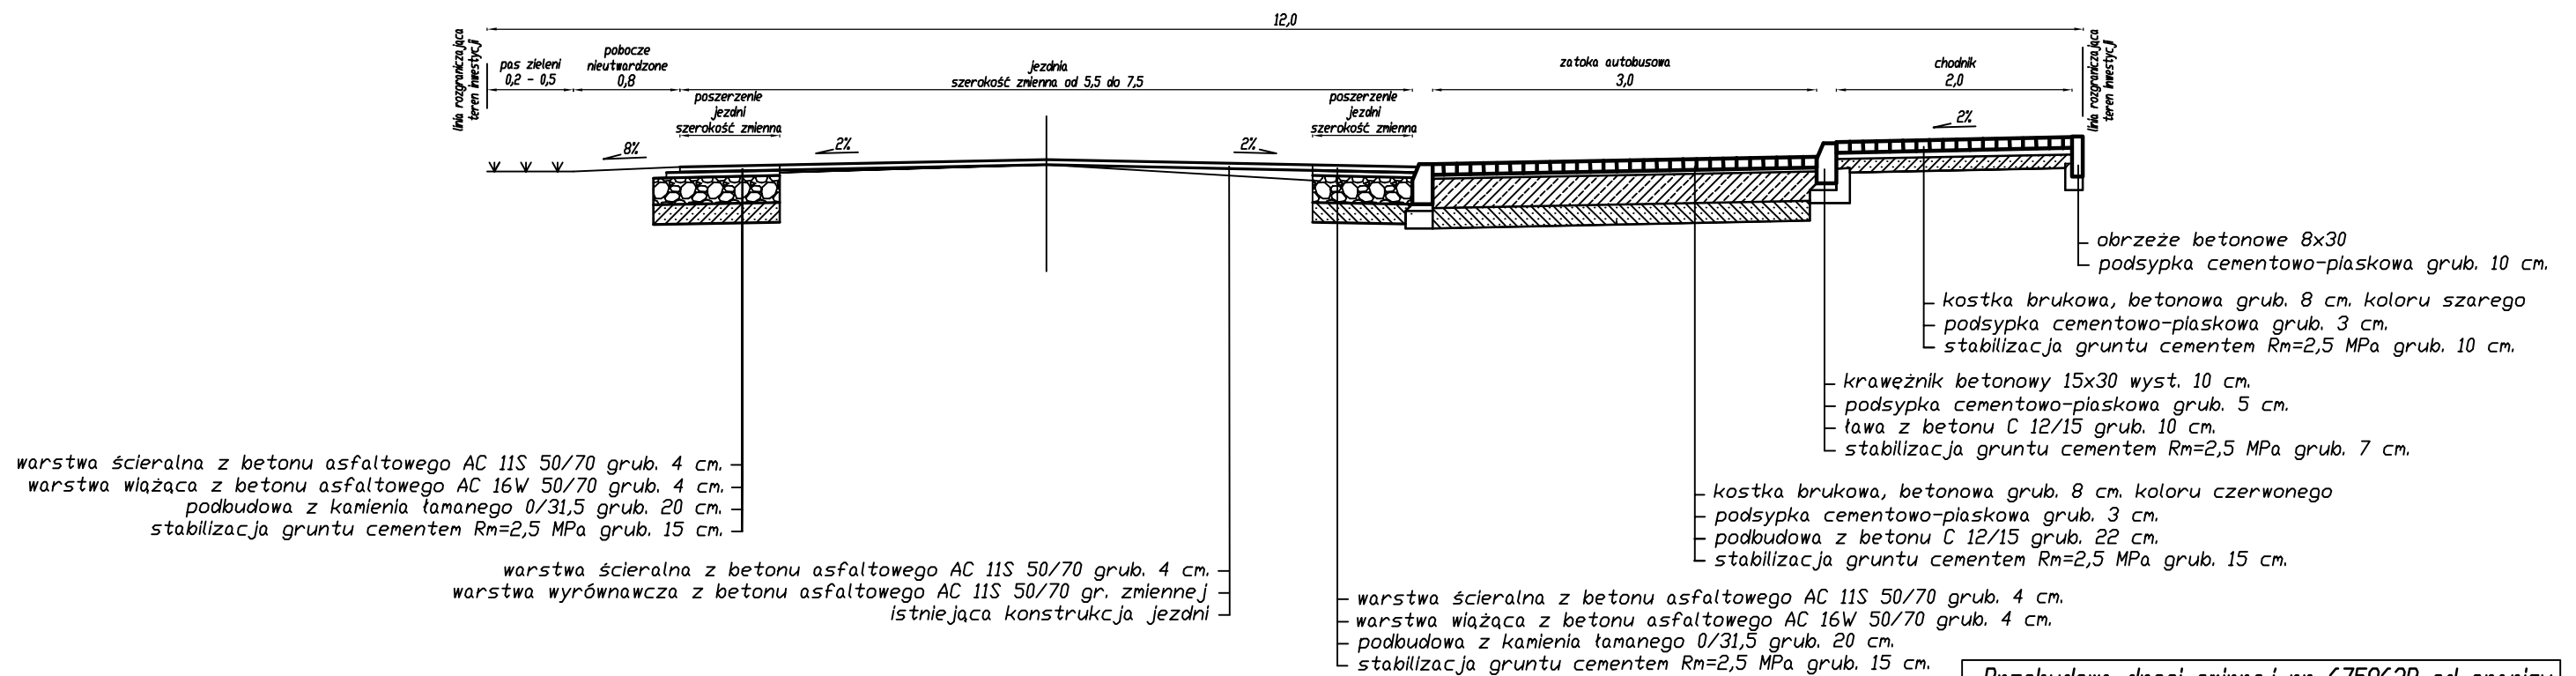 12,0
linia rozgraniczająca
teren inwestycji
pas zieleni
0,2 - 0,5
pobocze
nieutwardzone
0,8
jezdnia
szerokość zmienna od 5,5 do 7,5
zatoka autobusowa
3,0
chodnik
2,0
linia rozgraniczająca
teren inwestycji
poszerzenie
jezdni
szerokość zmienna
poszerzenie
jezdni
szerokość zmienna
8%
2%
2%
2%
obrzeże betonowe 8x30
podsypka cementowo-piaskowa grub. 10 cm.
kostka brukowa, betonowa grub. 8 cm. koloru szarego
podsypka cementowo-piaskowa grub. 3 cm.
stabilizacja gruntu cementem Rm=2,5 MPa grub. 10 cm.
krawężnik betonowy 15x30 wyst. 10 cm.
podsypka cementowo-piaskowa grub. 5 cm.
ława z betonu C 12/15 grub. 10 cm.
stabilizacja gruntu cementem Rm=2,5 MPa grub. 7 cm.
warstwa ścieralna z betonu asfaltowego AC 11S 50/70 grub. 4 cm.
warstwa wiążąca z betonu asfaltowego AC 16W 50/70 grub. 4 cm.
podbudowa z kamienia łamanego 0/31,5 grub. 20 cm.
stabilizacja gruntu cementem Rm=2,5 MPa grub. 15 cm.
kostka brukowa, betonowa grub. 8 cm. koloru czerwonego
podsypka cementowo-piaskowa grub. 3 cm.
podbudowa z betonu C 12/15 grub. 22 cm.
stabilizacja gruntu cementem Rm=2,5 MPa grub. 15 cm.
warstwa ścieralna z betonu asfaltowego AC 11S 50/70 grub. 4 cm.
warstwa wyrównawcza z betonu asfaltowego AC 11S 50/70 gr. zmiennej
istniejąca konstrukcja jezdni
warstwa ścieralna z betonu asfaltowego AC 11S 50/70 grub. 4 cm.
warstwa wiążąca z betonu asfaltowego AC 16W 50/70 grub. 4 cm.
podbudowa z kamienia łamanego 0/31,5 grub. 20 cm.
stabilizacja gruntu cementem Rm=2,5 MPa grub. 15 cm.